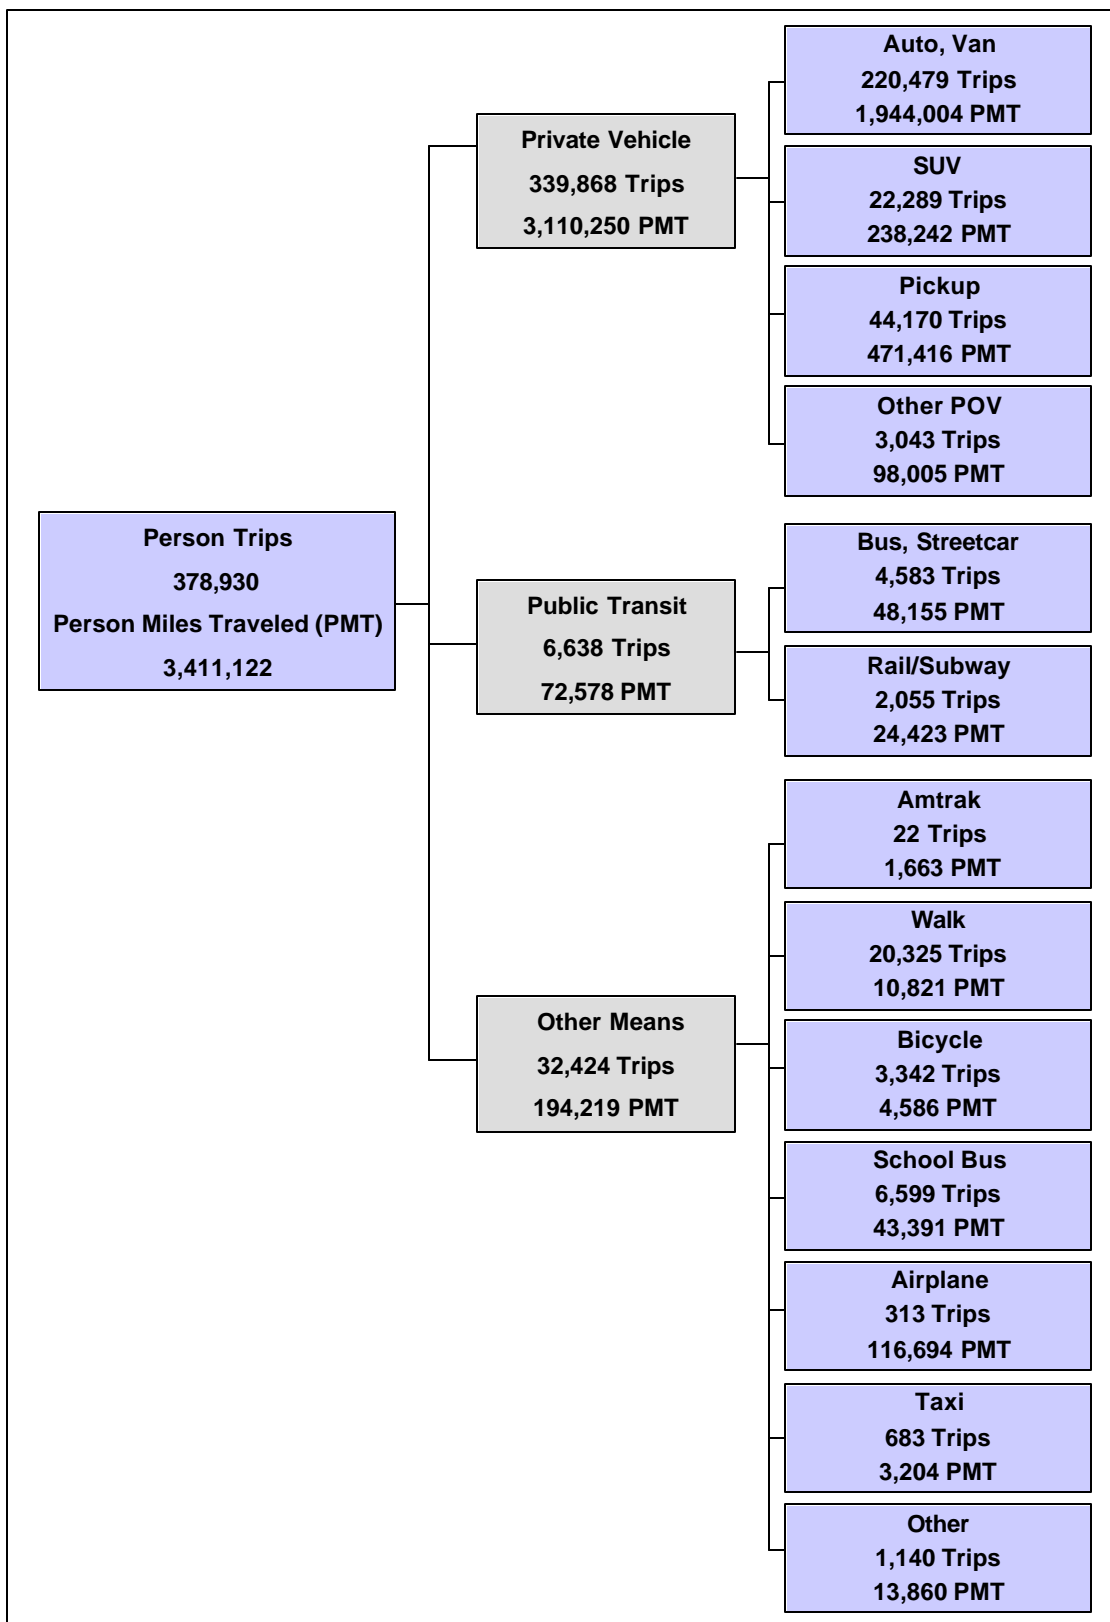 Person Trips
378,930
Person Miles Traveled (PMT)
3,411,122
Private Vehicle
339,868 Trips
3,110,250 PMT
Auto, Van
220,479 Trips
1,944,004 PMT
SUV
22,289 Trips
238,242 PMT
Pickup
44,170 Trips
471,416 PMT
Other POV
3,043 Trips
98,005 PMT
Public Transit
6,638 Trips
72,578 PMT
Bus, Streetcar
4,583 Trips
48,155 PMT
Rail/Subway
2,055 Trips
24,423 PMT
Other Means
32,424 Trips
194,219 PMT
Amtrak
22 Trips
1,663 PMT
Walk
20,325 Trips
10,821 PMT
Bicycle
3,342 Trips
4,586 PMT
School Bus
6,599 Trips
43,391 PMT
Airplane
313 Trips
116,694 PMT
Taxi
683 Trips
3,204 PMT
Other
1,140 Trips
13,860 PMT